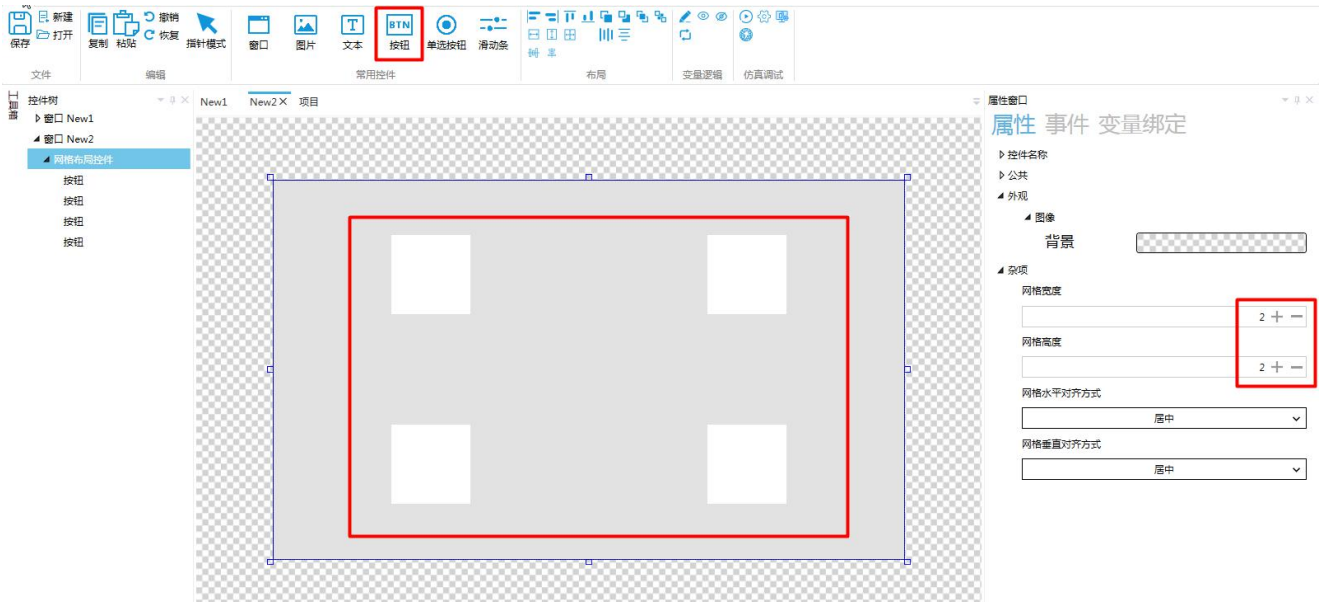 保存
新建
打开
文件
复制
粘贴
撤销
恢复
指针模式
编辑
窗口
图片
T
文本
BTN
按钮
单选按钮
滑动条
常用控件
布局
变量逻辑
仿真调试
工具箱
控件树
窗口 New1
窗口 New2
网格布局控件
按钮
按钮
按钮
按钮
New1
New2
项目
属性窗口
属性 事件 变量绑定
控件名称
公共
外观
图像
背景
杂项
网格宽度
2
网格高度
2
网格水平对齐方式
居中
网格垂直对齐方式
居中